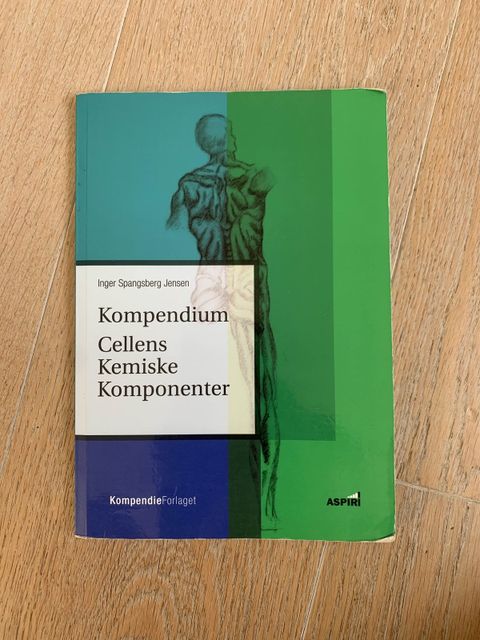 Inger Spangsberg Jensen
Kompendium
Cellens
Kemiske
Komponenter
KompendieForlaget
ASPIRI